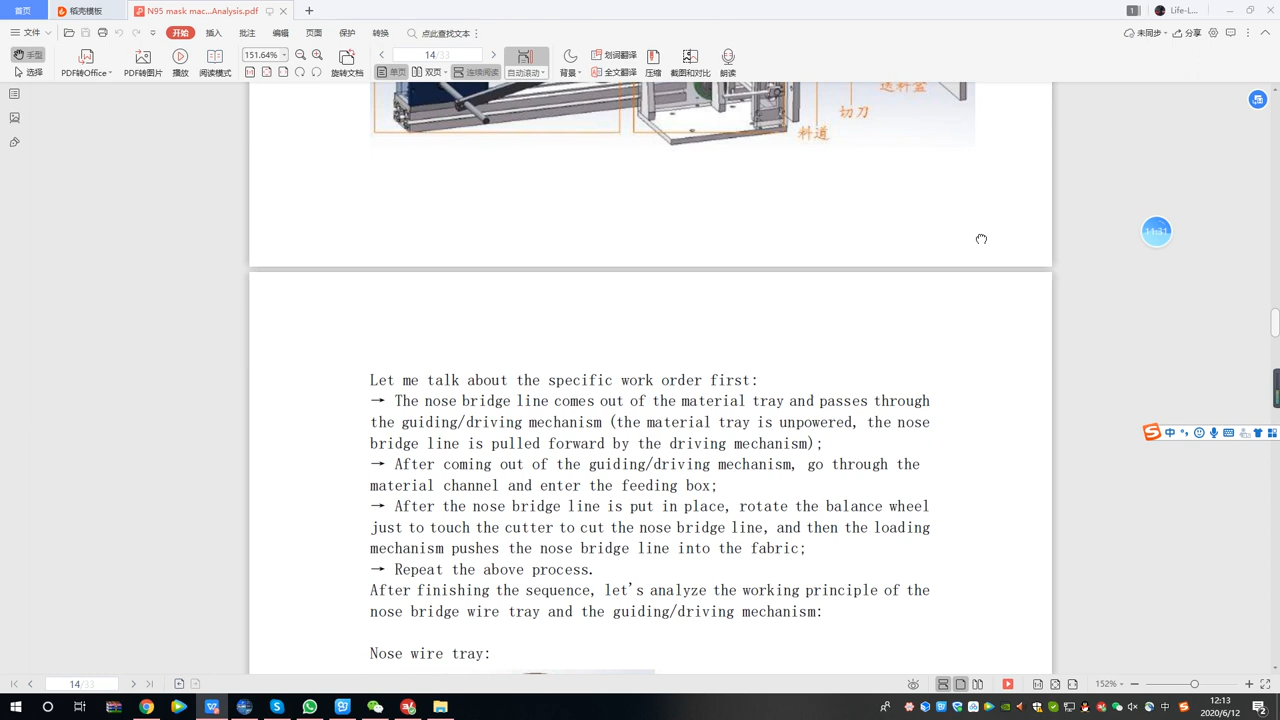 首页
稻壳模板
N95 mask mac...Analysis.pdf
1
Life-L...
文件
开始
插入
批注
编辑
页面
保护
转换
点此查找文本
未同步
分享
手型
选择
PDF转Office
PDF转图片
播放
阅读模式
151.64%
旋转文档
14/33
单页
双页
连续阅读
自动滚动
背景
划词翻译
全文翻译
压缩
截图和对比
朗读
送料盒
切刀
料道
11:31
Let me talk about the specific work order first:
→ The nose bridge line comes out of the material tray and passes through
the guiding/driving mechanism (the material tray is unpowered, the nose
bridge line is pulled forward by the driving mechanism);
→ After coming out of the guiding/driving mechanism, go through the
material channel and enter the feeding box;
→ After the nose bridge line is put in place, rotate the balance wheel
just to touch the cutter to cut the nose bridge line, and then the loading
mechanism pushes the nose bridge line into the fabric;
→ Repeat the above process.
After finishing the sequence, let's analyze the working principle of the
nose bridge wire tray and the guiding/driving mechanism:
Nose wire tray:
中
14/33
152%
12:13
2020/6/12
2